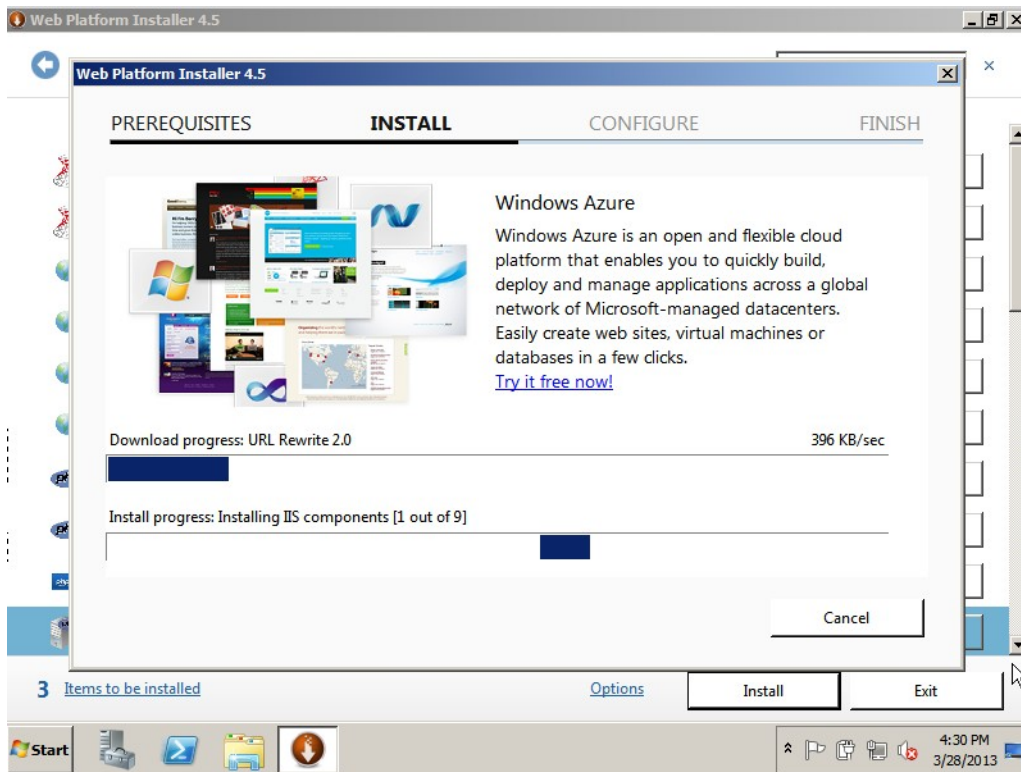 Web Platform Installer 4.5
Web Platform Installer 4.5
PREREQUISITES INSTALL CONFIGURE FINISH
Windows Azure
Windows Azure is an open and flexible cloud
platform that enables you to quickly build,
deploy and manage applications across a global
network of Microsoft-managed datacenters.
Easily create web sites, virtual machines or
databases in a few clicks.
Try it free now!
Download progress: URL Rewrite 2.0 396 KB/sec
Install progress: Installing IIS components [1 out of 9]
Cancel
3 Items to be installed Options Install Exit
Start 4:30 PM
3/28/2013